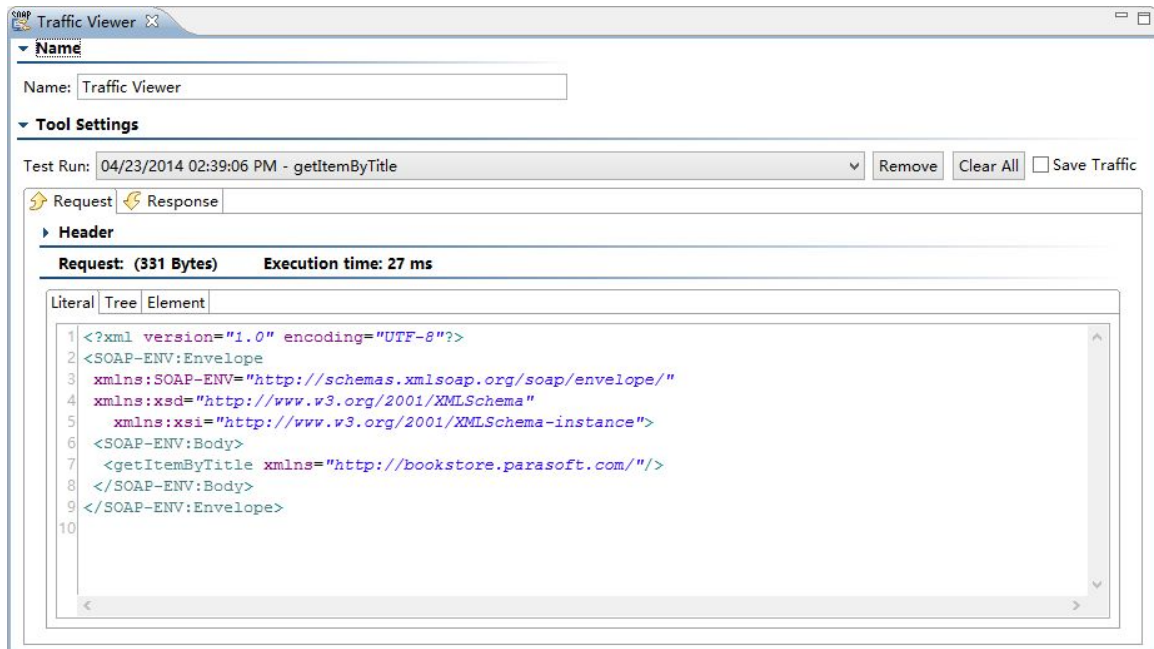 SOAP Traffic Viewer
Name
Name: Traffic Viewer
Tool Settings
Test Run: 04/23/2014 02:39:06 PM - getItemByTitle Remove Clear All Save Traffic
Request Response
Header
Request: (331 Bytes) Execution time: 27 ms
Literal Tree Element
1 <?xml version="1.0" encoding="UTF-8"?>
2 <SOAP-ENV:Envelope
3 xmlns:SOAP-ENV="http://schemas.xmlsoap.org/soap/envelope/"
4 xmlns:xsd="http://www.w3.org/2001/XMLSchema"
5 xmlns:xsi="http://www.w3.org/2001/XMLSchema-instance">
6 <SOAP-ENV:Body>
7 <getItemByTitle xmlns="http://bookstore.parasoft.com/"/>
8 </SOAP-ENV:Body>
9 </SOAP-ENV:Envelope>
10